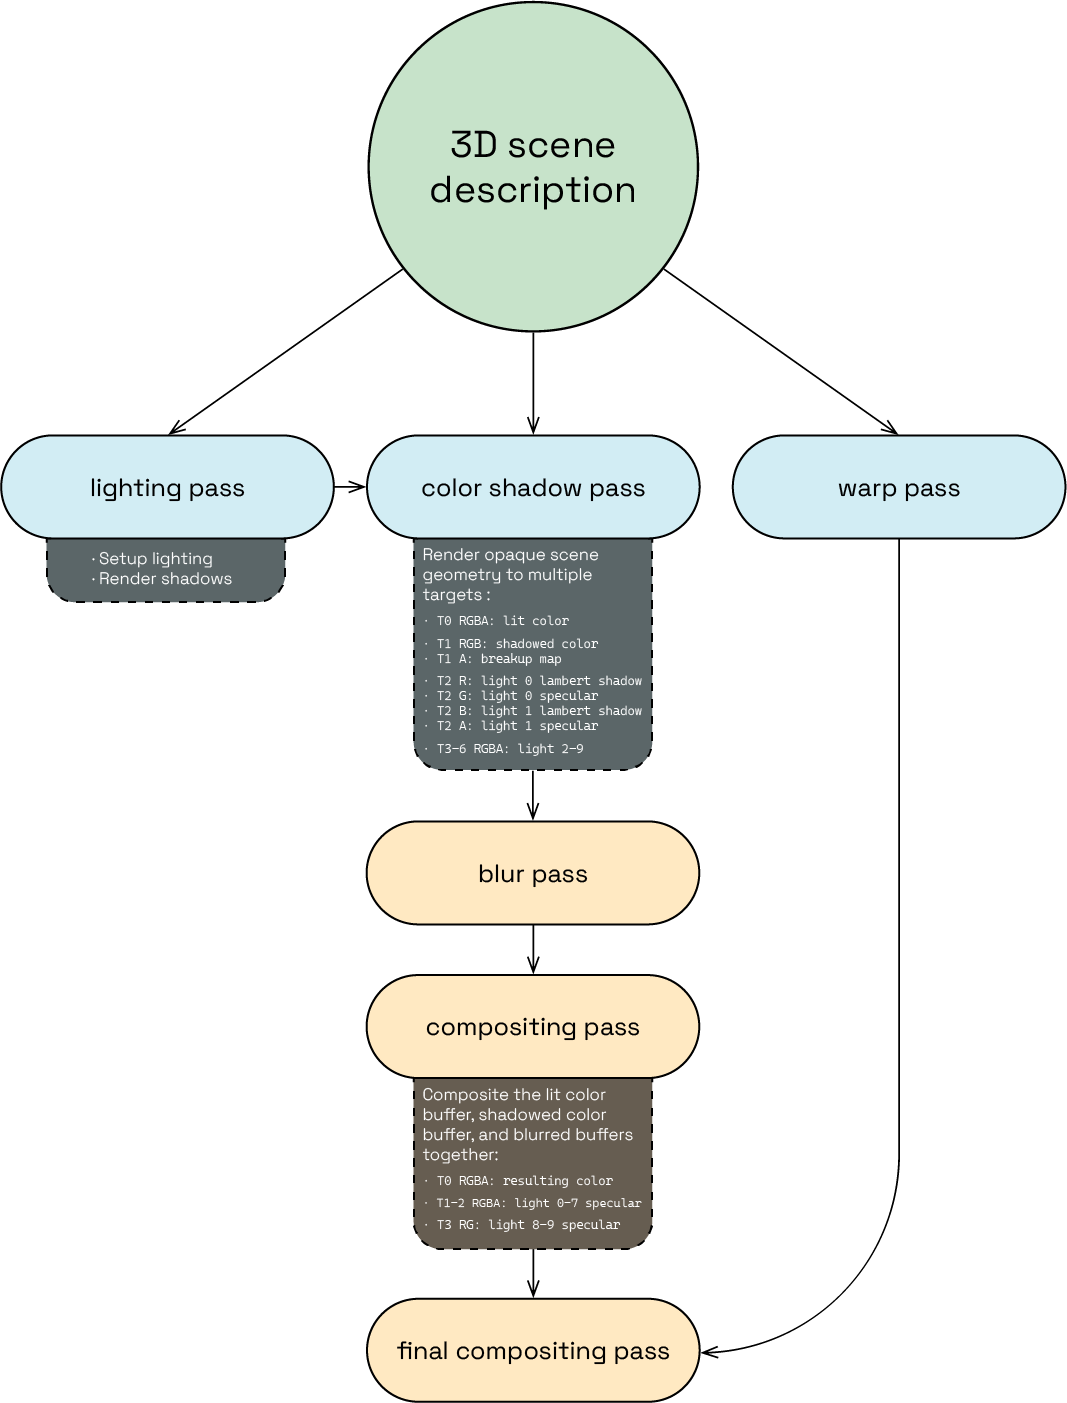 3D scene
description
lighting pass
color shadow pass
warp pass
· Setup lighting
· Render shadows
Render opaque scene
geometry to multiple
targets :
· T0 RGBA: lit color
· T1 RGB: shadowed color
· T1 A: breakup map
· T2 R: light 0 lambert shadow
· T2 G: light 0 specular
· T2 B: light 1 lambert shadow
· T2 A: light 1 specular
· T3-6 RGBA: light 2-9
blur pass
compositing pass
Composite the lit color
buffer, shadowed color
buffer, and blurred buffers
together:
· T0 RGBA: resulting color
· T1-2 RGBA: light 0-7 specular
· T3 RG: light 8-9 specular
final compositing pass